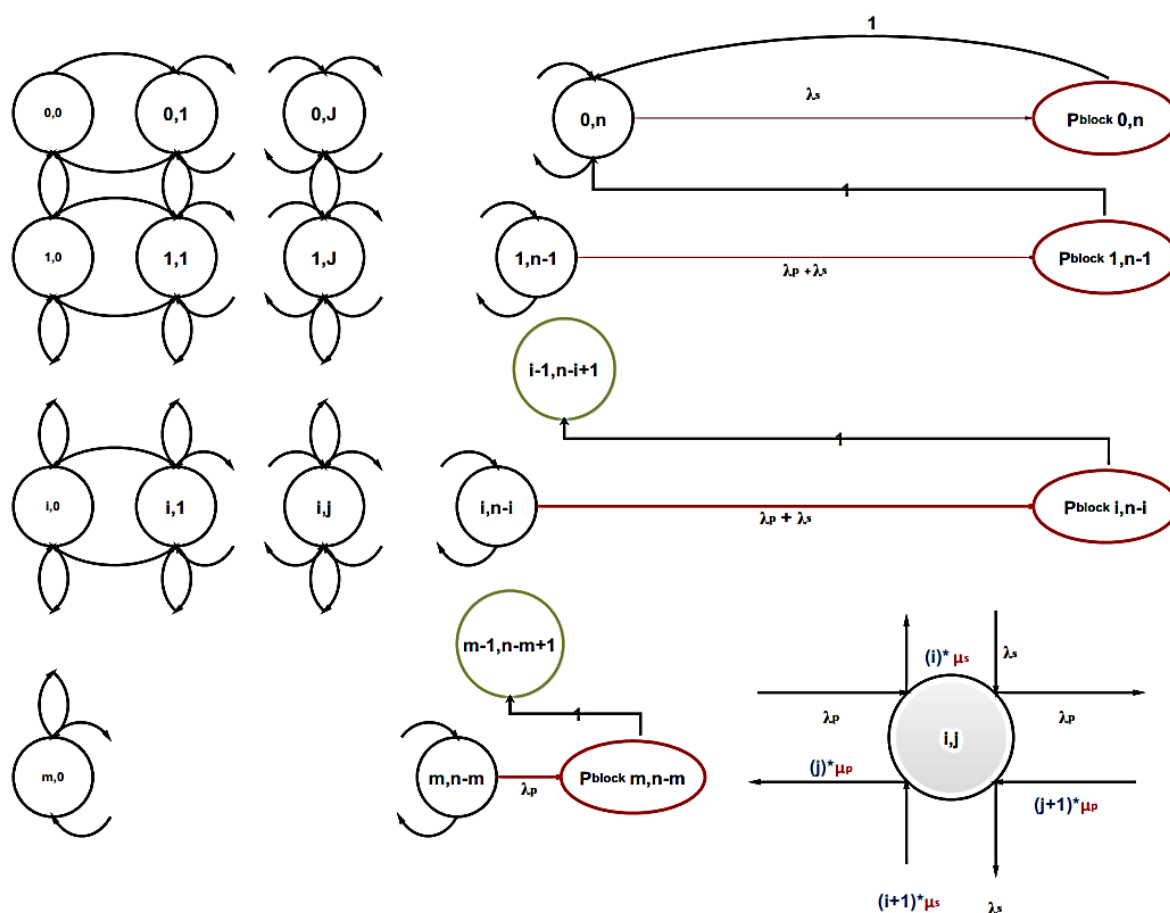 1
0,0
0,1
0,J
0,n
λs
Pblock 0,n
1
1,0
1,1
1,J
1,n-1
λp +λs
Pblock 1,n-1
i-1,n-i+1
1
i,0
i,1
i,j
i,n-i
λp + λs
Pblock i,n-i
m-1,n-m+1
1
m,0
m,n-m
λp
Pblock m,n-m
(i)* μs
λs
λp
λp
i,j
(j)*μp
(j+1)*μp
(i+1)*μs
λs